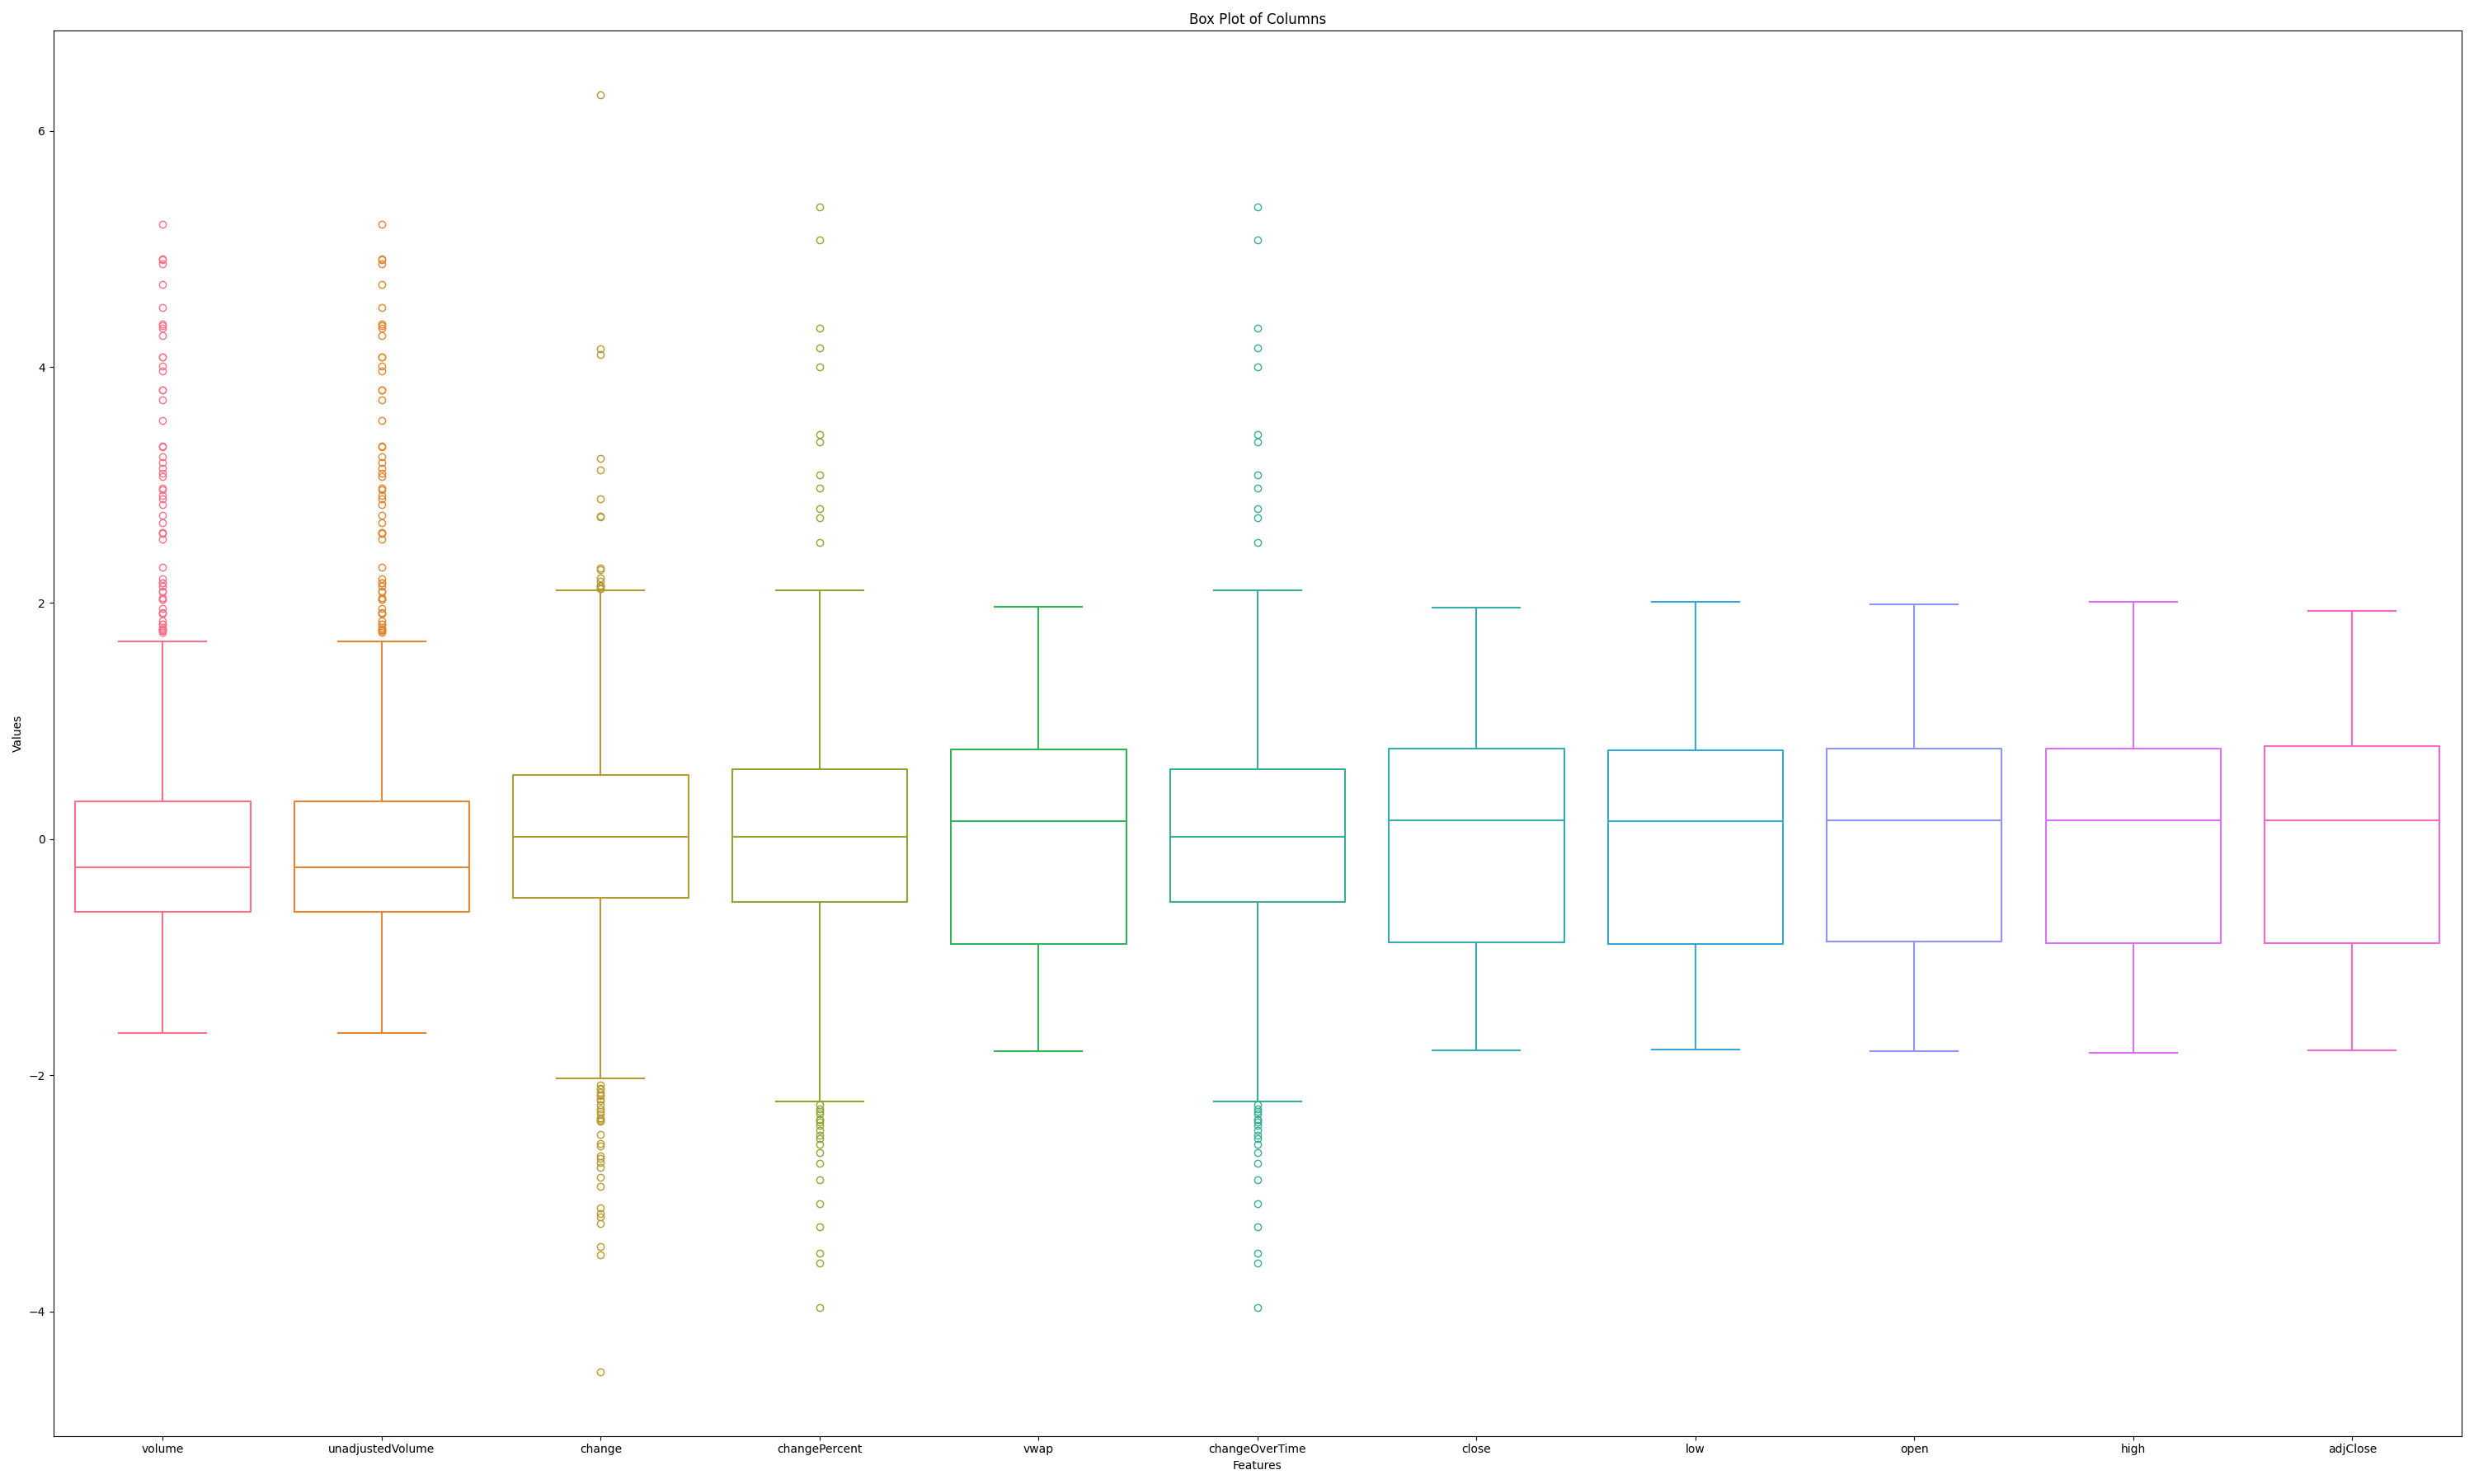 Box Plot of Columns
Values
6
4
2
0
−2
−4
volume unadjustedVolume change changePercent vwap changeOverTime close low open high adjClose
Features